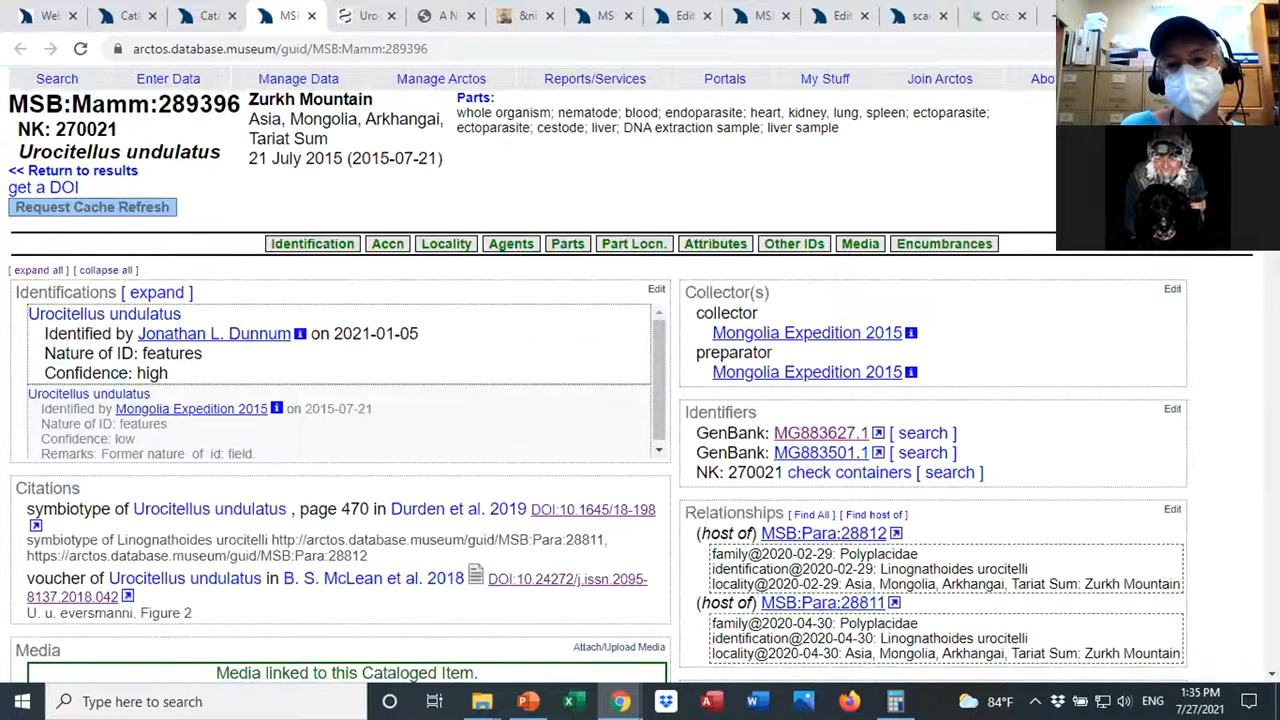 Wel
Cat
Cata
MSI
Uro
A N
&nt
MS
Edit
MSI
Edit
sca
Occ
arctos.database.museum/guid/MSB:Mamm:289396
Search Enter Data Manage Data Manage Arctos Reports/Services Portals My Stuff Join Arctos Abo
MSB:Mamm:289396
NK: 270021
Urocitellus undulatus
<< Return to results
get a DOI
Request Cache Refresh
Zurkh Mountain
Asia, Mongolia, Arkhangai,
Tariat Sum
21 July 2015 (2015-07-21)
Parts:
whole organism; nematode; blood; endoparasite; heart, kidney, lung, spleen; ectoparasite;
ectoparasite; cestode; liver; DNA extraction sample; liver sample
Identification Accn Locality Agents Parts Part Locn. Attributes Other IDs Media Encumbrances
[ expand all ] [ collapse all ]
Identifications [ expand ]
Edit
Urocitellus undulatus
Identified by Jonathan L. Dunnum on 2021-01-05
Nature of ID: features
Confidence: high
Urocitellus undulatus
Identified by Mongolia Expedition 2015 on 2015-07-21
Nature of ID: features
Confidence: low
Remarks: Former nature_of_id: field.
Citations
symbiotype of Urocitellus undulatus , page 470 in Durden et al. 2019 DOI:10.1645/18-198
symbiotype of Linognathoides urocitelli http://arctos.database.museum/guid/MSB:Para:28811,
https://arctos.database.museum/guid/MSB:Para:28812
voucher of Urocitellus undulatus in B. S. McLean et al. 2018 DOI:10.24272/j.issn.2095-
8137.2018.042
U. u. eversmanni, Figure 2
Media
Attach/Upload Media
Media linked to this Cataloged Item.
Collector(s)
Edit
collector
Mongolia Expedition 2015
preparator
Mongolia Expedition 2015
Identifiers
Edit
GenBank: MG883627.1 [ search ]
GenBank: MG883501.1 [ search ]
NK: 270021 check containers [ search ]
Relationships [ Find All ] [ Find host of ]
Edit
(host of) MSB:Para:28812
family@2020-02-29: Polyplacidae
identification@2020-02-29: Linognathoides urocitelli
locality@2020-02-29: Asia, Mongolia, Arkhangai, Tariat Sum: Zurkh Mountain
(host of) MSB:Para:28811
family@2020-04-30: Polyplacidae
identification@2020-04-30: Linognathoides urocitelli
locality@2020-04-30: Asia, Mongolia, Arkhangai, Tariat Sum: Zurkh Mountain
Type here to search
84°F
ENG
1:35 PM
7/27/2021